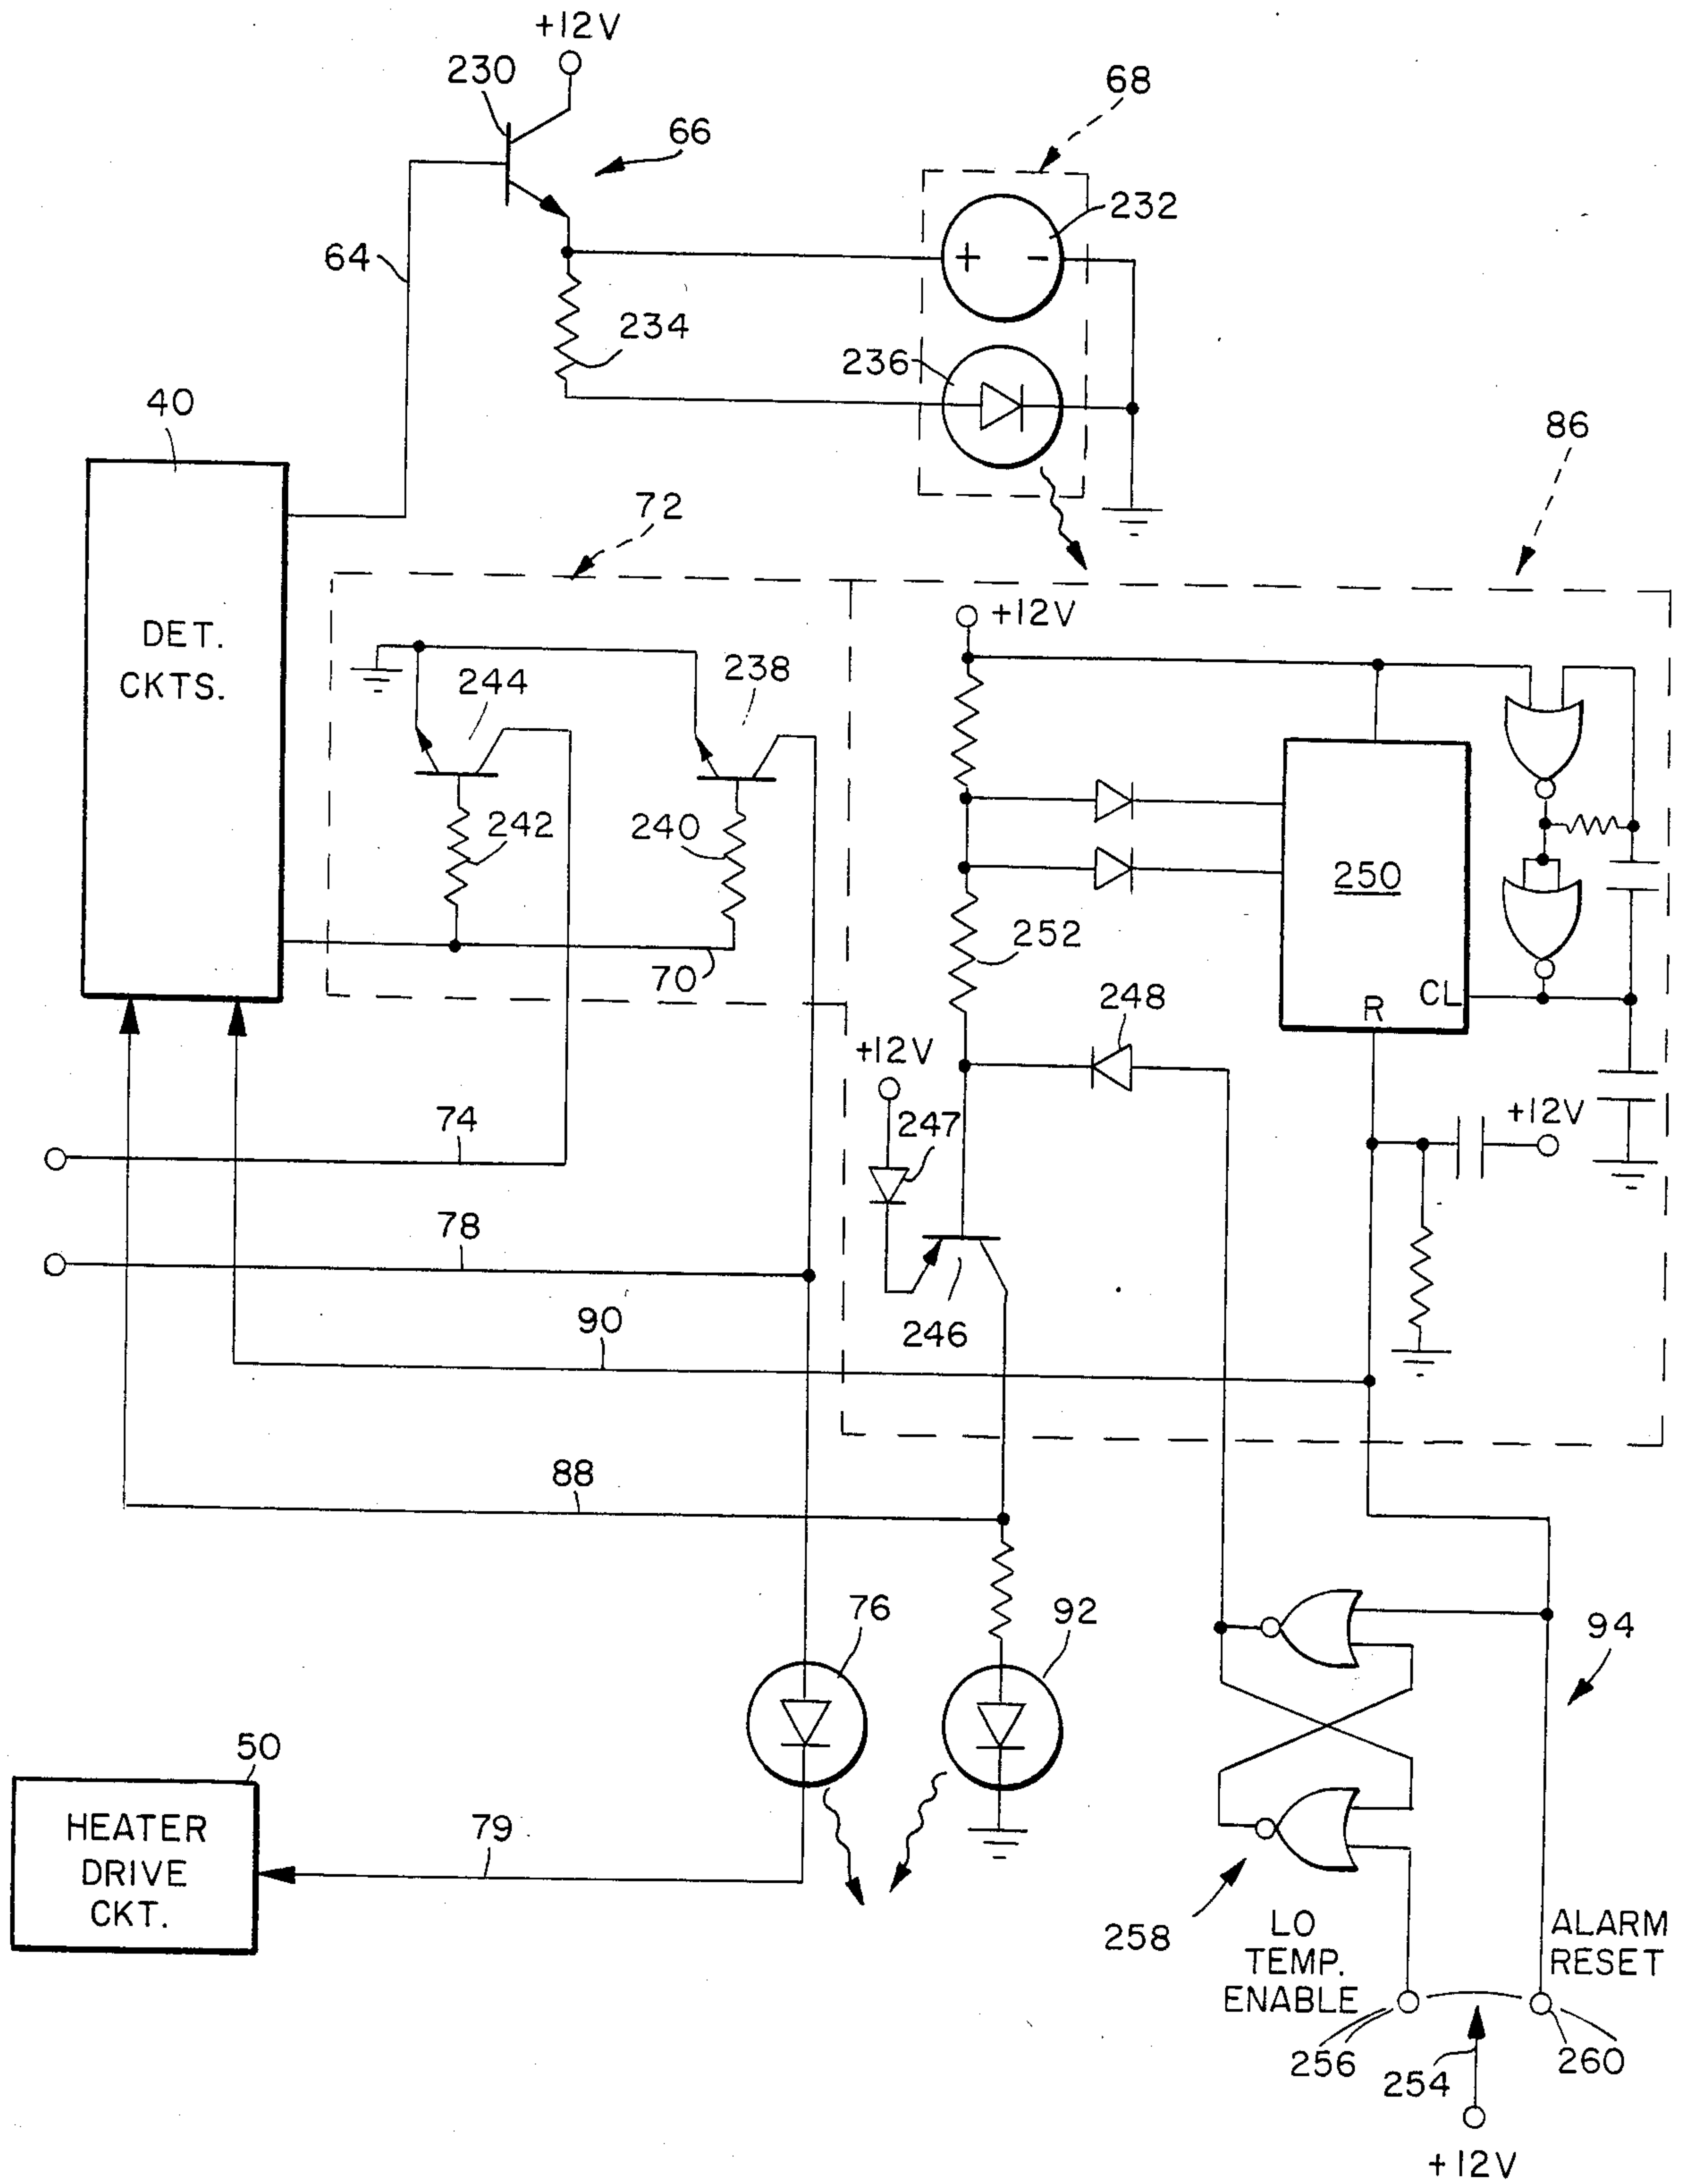 +12V
230
68
66
232
+ -
64
234
236
40
86
72
DET.
CKTS.
+12V
244
238
242
240
250
252
70
248
CL
R
+12V
247
+12V
74
78
246
90
88
76
92
94
50
HEATER
DRIVE
CKT.
79
258
LO
TEMP.
ENABLE
ALARM
RESET
256
254
260
+12V